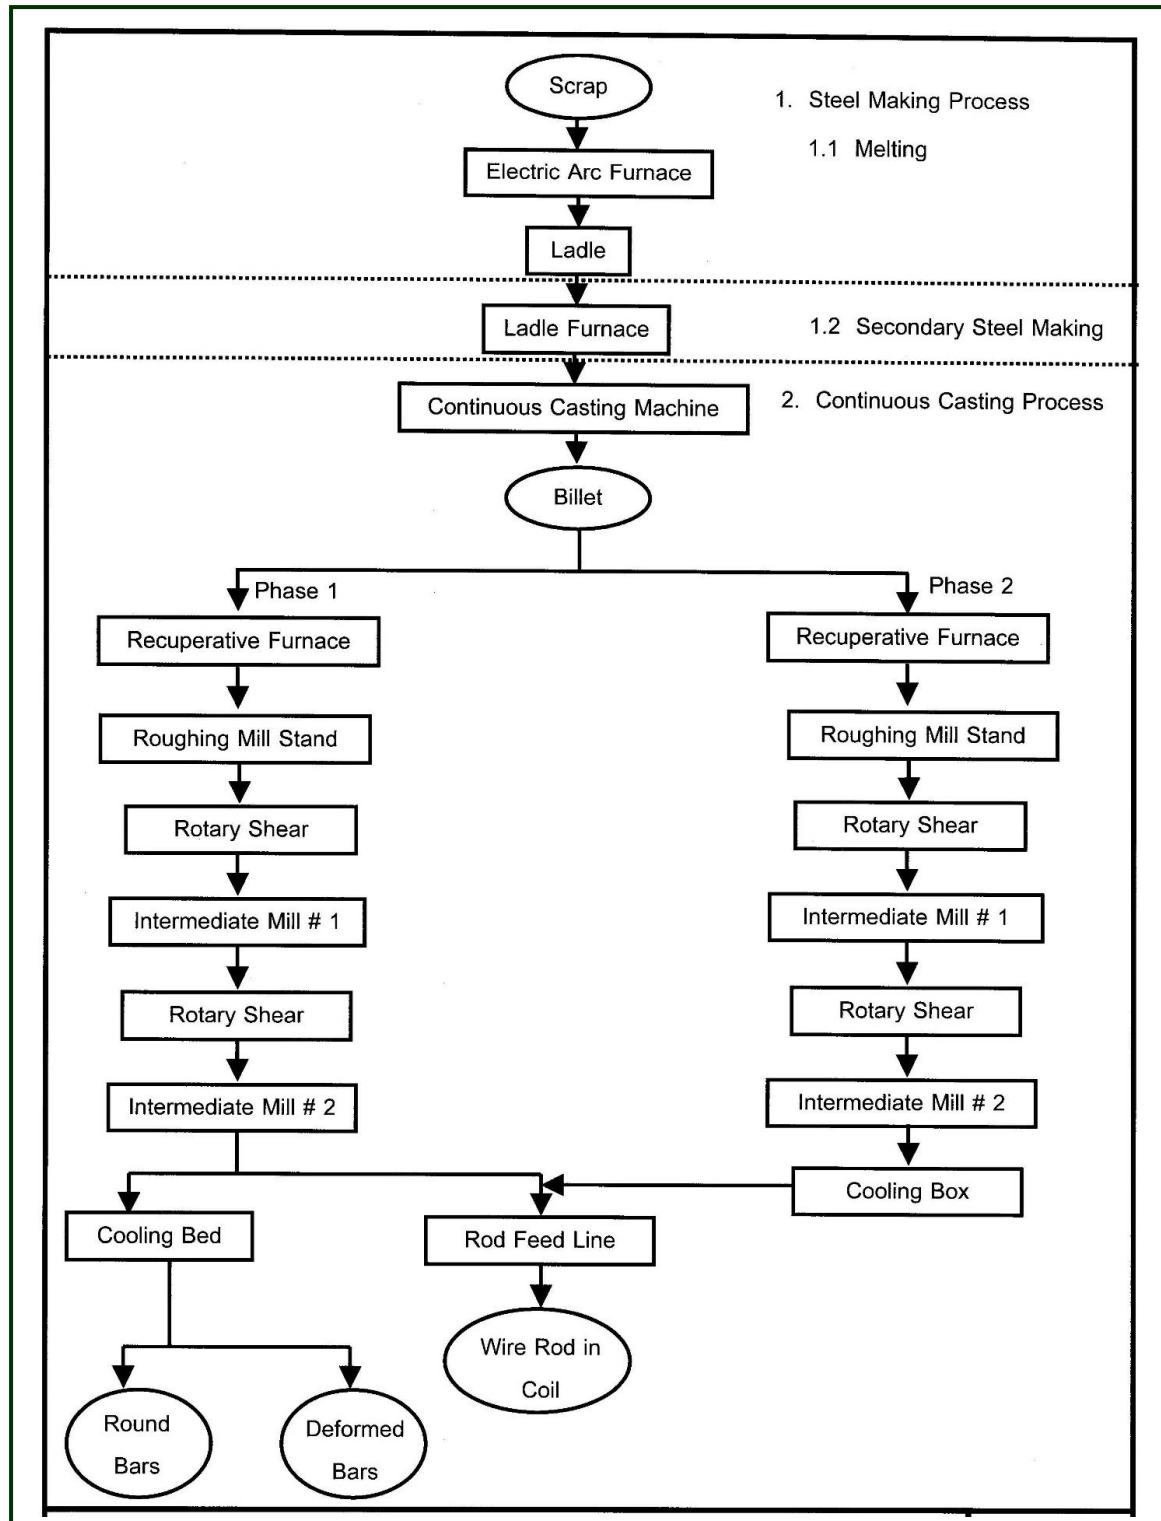 Scrap
1. Steel Making Process
1.1 Melting
Electric Arc Furnace
Ladle
Ladle Furnace
1.2 Secondary Steel Making
Continuous Casting Machine
2. Continuous Casting Process
Billet
Phase 1
Phase 2
Recuperative Furnace
Recuperative Furnace
Roughing Mill Stand
Roughing Mill Stand
Rotary Shear
Rotary Shear
Intermediate Mill # 1
Intermediate Mill # 1
Rotary Shear
Rotary Shear
Intermediate Mill # 2
Intermediate Mill # 2
Cooling Box
Cooling Bed
Rod Feed Line
Wire Rod in
Coil
Round
Bars
Deformed
Bars